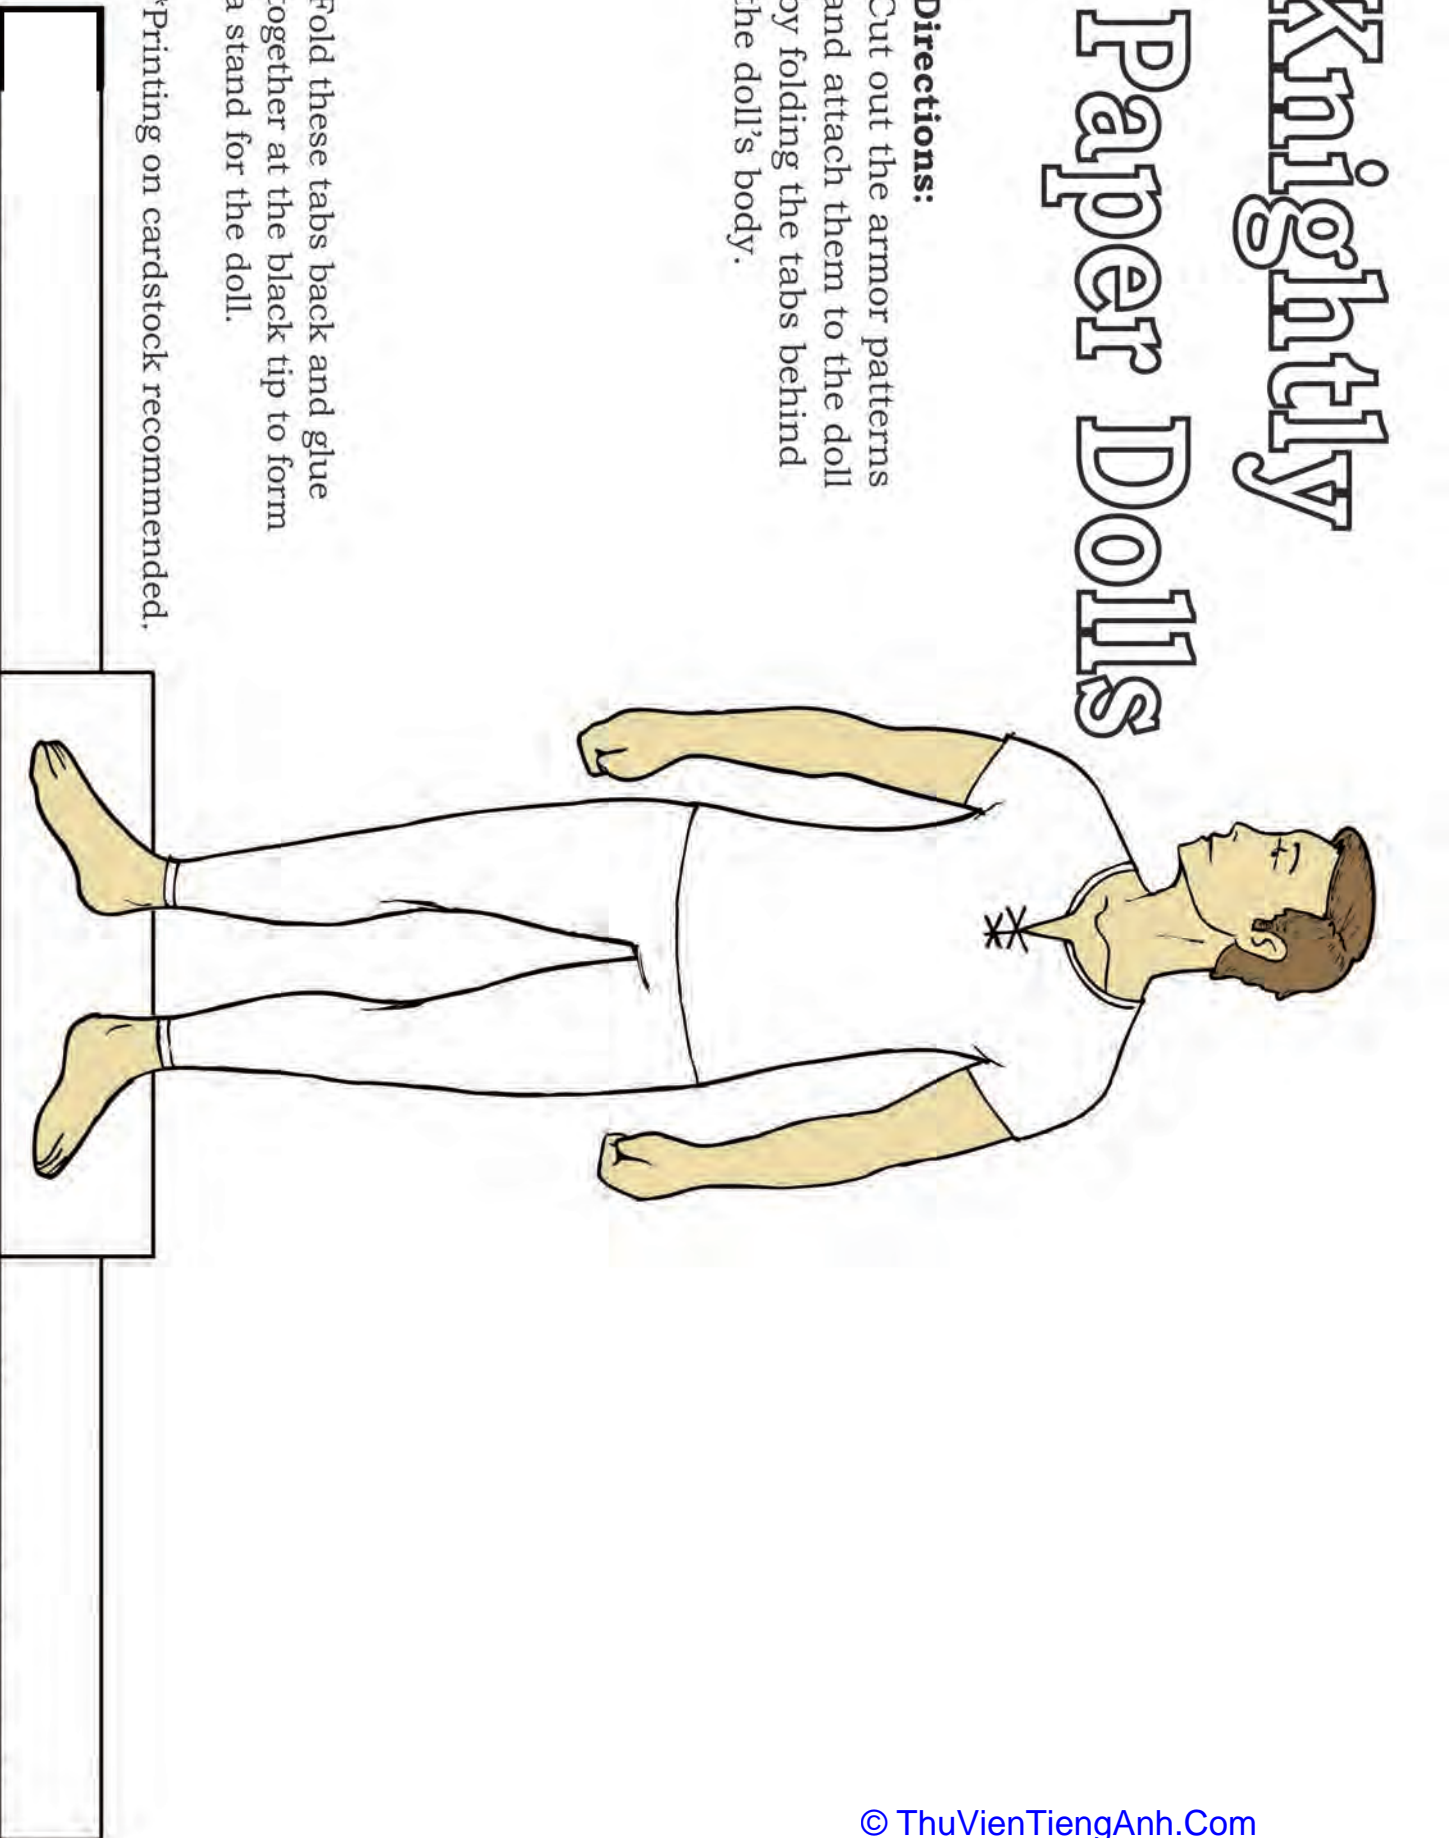 Knightly
Paper Dolls
Directions:
Cut out the armor patterns
and attach them to the doll
by folding the tabs behind
the doll's body.
Fold these tabs back and glue
together at the black tip to form
a stand for the doll.
*Printing on cardstock recommended.
© ThuVienTiengAnh.Com